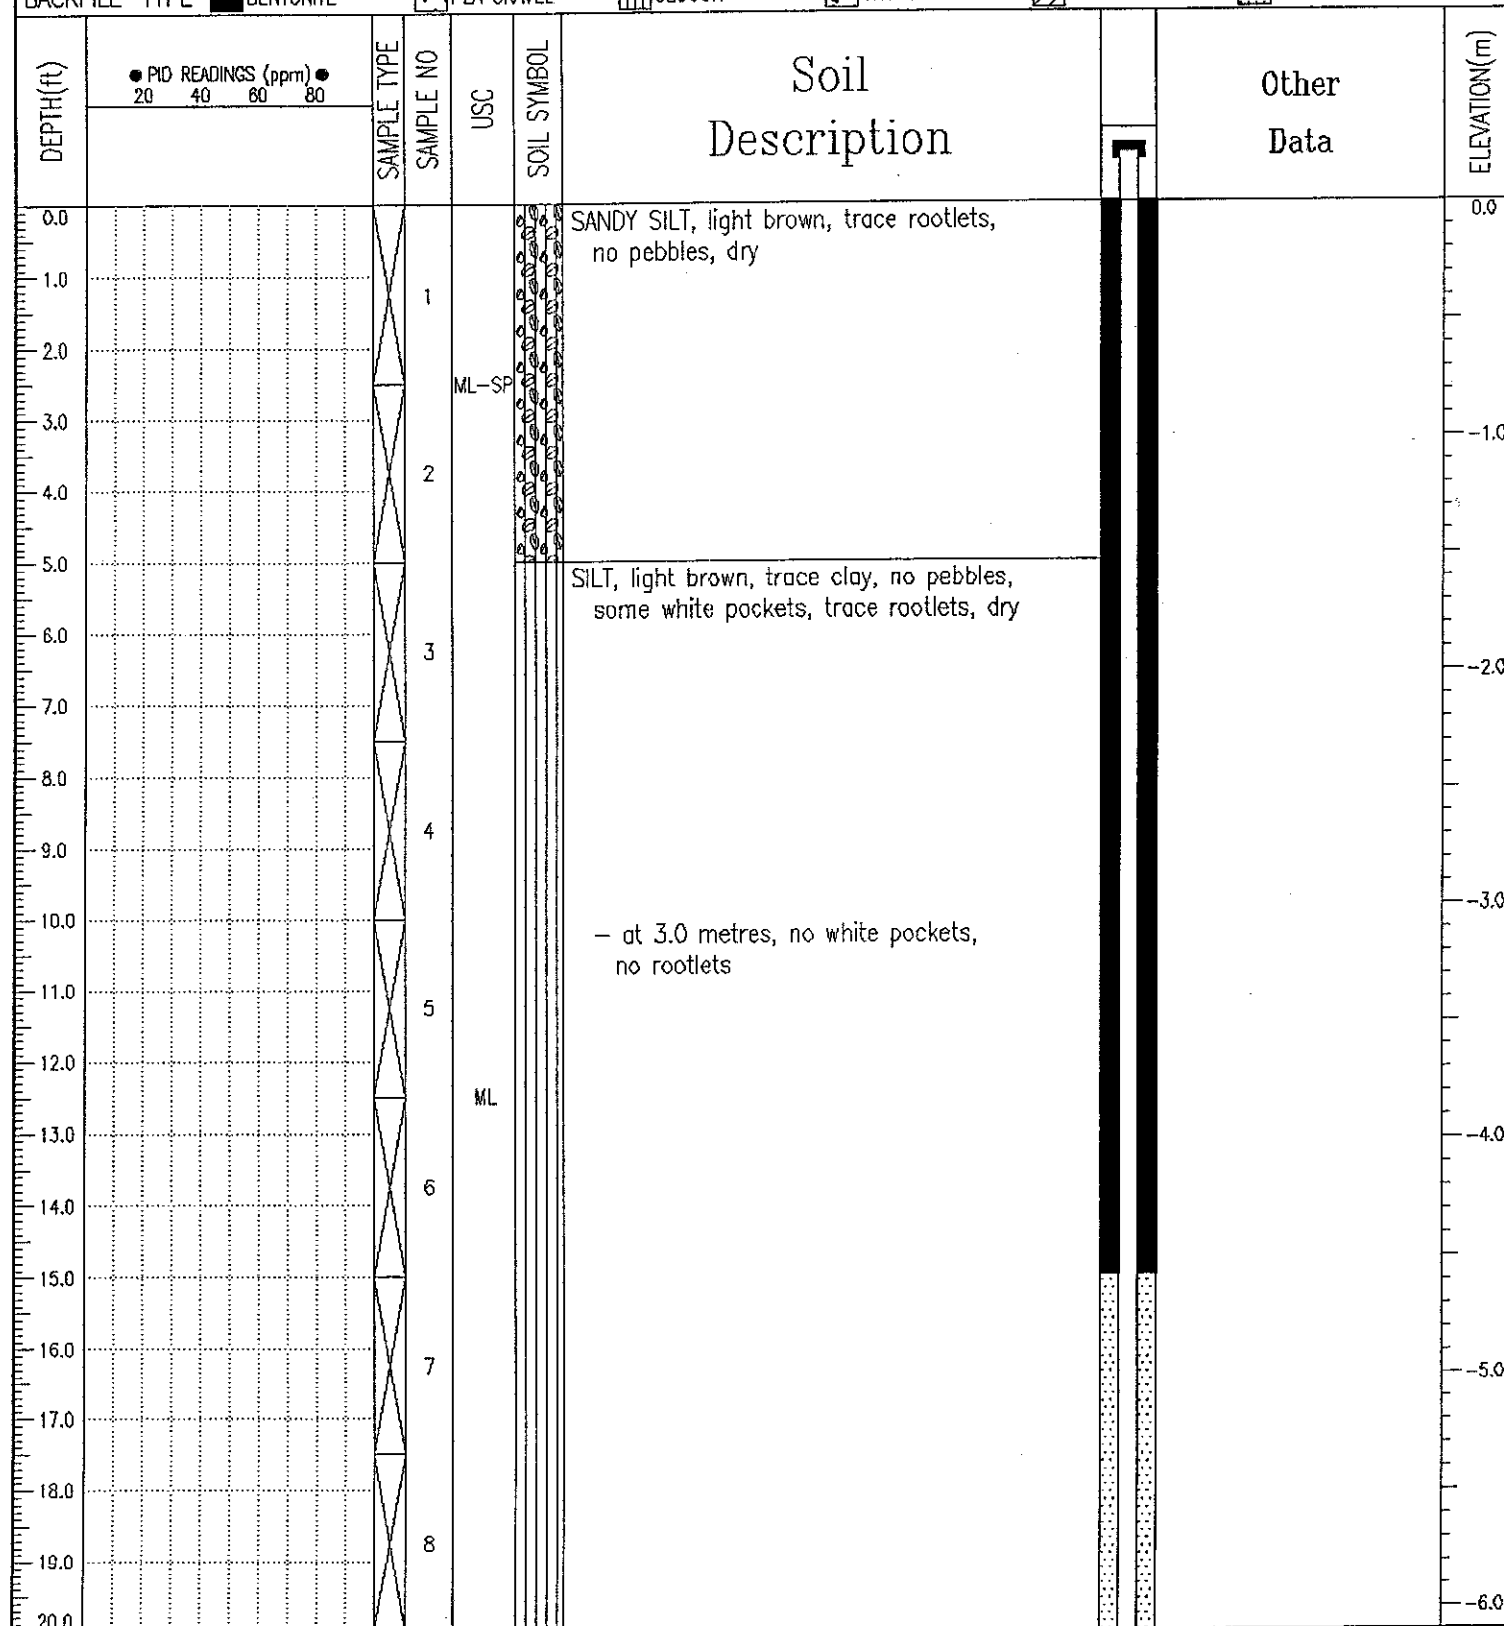 BACKFILL TYPE BENTONITE
DEPTH(ft)
● PID READINGS (ppm) ●
20 40 60 80
SAMPLE TYPE
SAMPLE NO
USC
SOIL SYMBOL
Soil
Description
Other
Data
ELEVATION(m)
0.0
1.0
2.0
3.0
4.0
5.0
6.0
7.0
8.0
9.0
10.0
11.0
12.0
13.0
14.0
15.0
16.0
17.0
18.0
19.0
20.0
1
2
3
4
5
6
7
8
ML-SP
ML
SANDY SILT, light brown, trace rootlets,
no pebbles, dry
SILT, light brown, trace clay, no pebbles,
some white pockets, trace rootlets, dry
– at 3.0 metres, no white pockets,
no rootlets
0.0
-1.0
-2.0
-3.0
-4.0
-5.0
-6.0